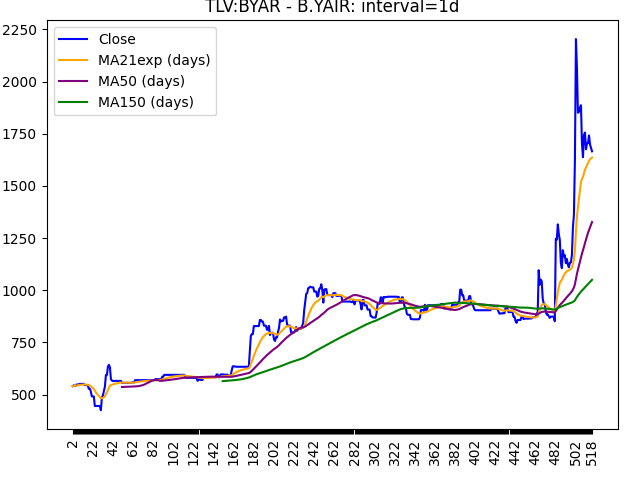 TLV:BYAR - B.YAIR: interval=1d
Close
MA21exp (days)
MA50 (days)
MA150 (days)
2250
2000
1750
1500
1250
1000
750
500
2 22 42 62 82 102 122 142 162 182 202 222 242 262 282 302 322 342 362 382 402 422 442 462 482 502 518